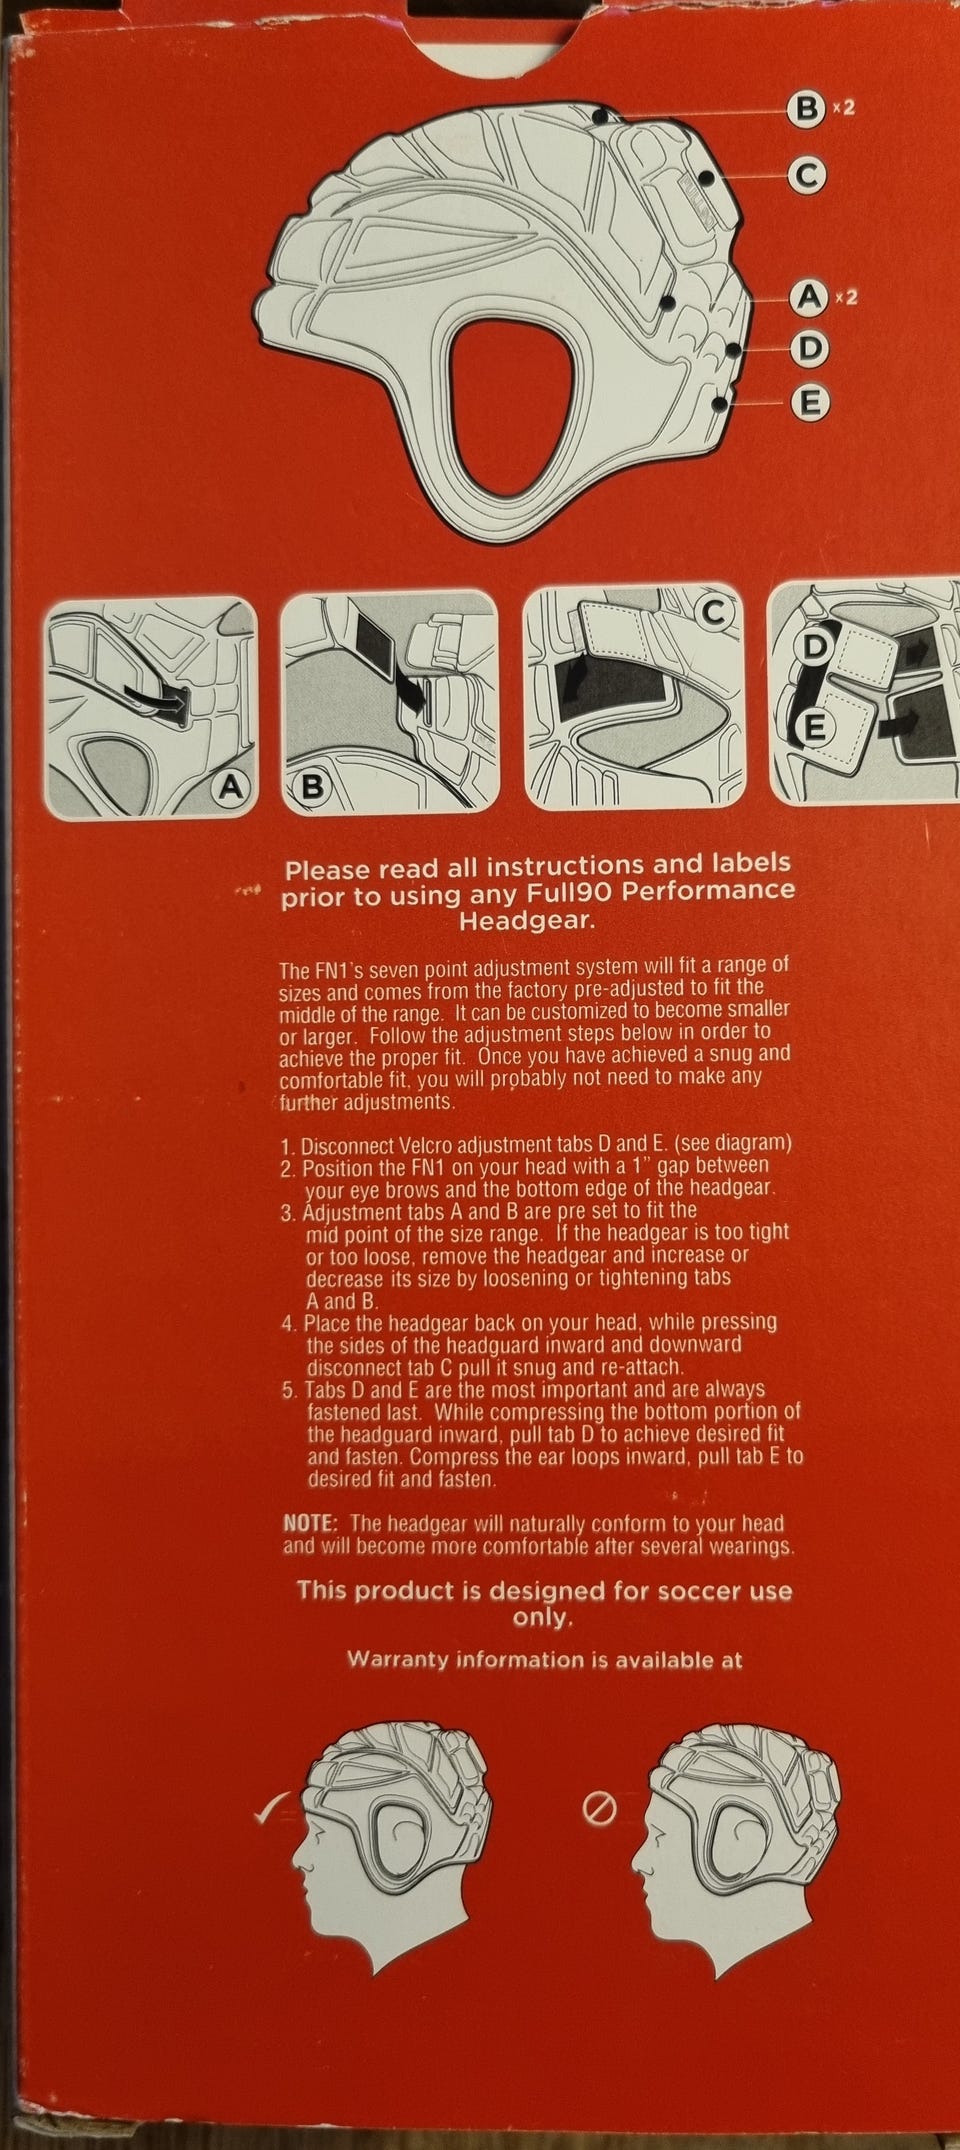 B x2
C
A x2
D
E
FULL90
A
B
C
D
E
Please read all instructions and labels
prior to using any Full90 Performance
Headgear.
The FN1's seven point adjustment system will fit a range of
sizes and comes from the factory pre-adjusted to fit the
middle of the range. It can be customized to become smaller
or larger. Follow the adjustment steps below in order to
achieve the proper fit. Once you have achieved a snug and
comfortable fit, you will probably not need to make any
further adjustments.
1. Disconnect Velcro adjustment tabs D and E. (see diagram)
2. Position the FN1 on your head with a 1" gap between
your eye brows and the bottom edge of the headgear.
3. Adjustment tabs A and B are pre set to fit the
mid point of the size range. If the headgear is too tight
or too loose, remove the headgear and increase or
decrease its size by loosening or tightening tabs
A and B.
4. Place the headgear back on your head, while pressing
the sides of the headguard inward and downward
disconnect tab C pull it snug and re-attach.
5. Tabs D and E are the most important and are always
fastened last. While compressing the bottom portion of
the headguard inward, pull tab D to achieve desired fit
and fasten. Compress the ear loops inward, pull tab E to
desired fit and fasten.
NOTE: The headgear will naturally conform to your head
and will become more comfortable after several wearings.
This product is designed for soccer use
only.
Warranty information is available at